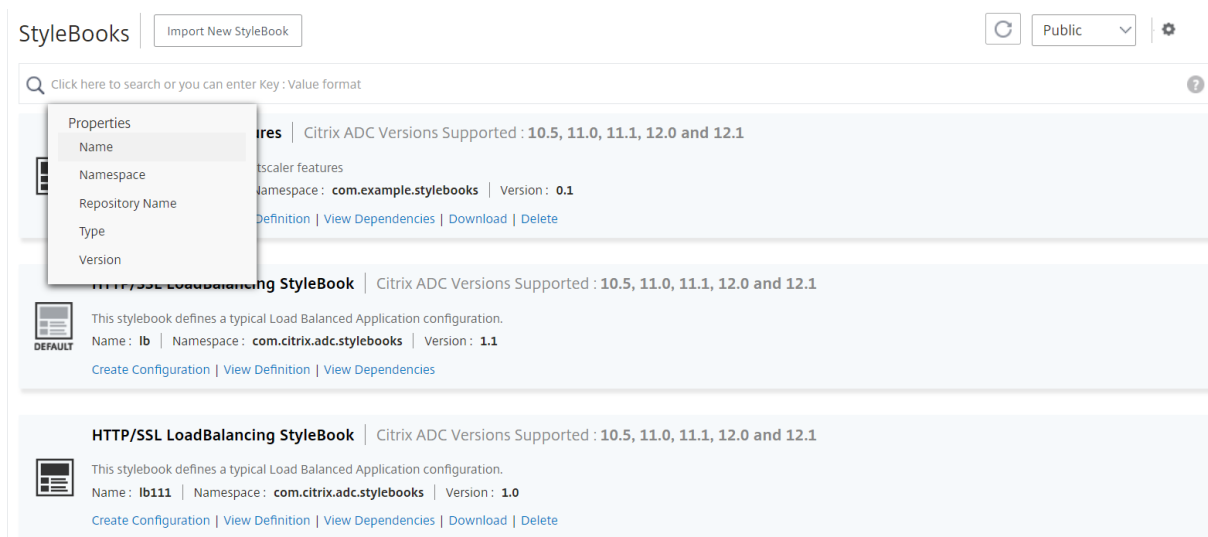 StyleBooks
Import New StyleBook
Public
Click here to search or you can enter Key : Value format
Properties
Name
Namespace
Repository Name
Type
Version
Citrix ADC Versions Supported : 10.5, 11.0, 11.1, 12.0 and 12.1
features
com.example.stylebooks | Version : 0.1
Definition | View Dependencies | Download | Delete
HTTP/SSL LoadBalancing StyleBook | Citrix ADC Versions Supported : 10.5, 11.0, 11.1, 12.0 and 12.1
DEFAULT
This stylebook defines a typical Load Balanced Application configuration.
Name : lb | Namespace : com.citrix.adc.stylebooks | Version : 1.1
Create Configuration | View Definition | View Dependencies
HTTP/SSL LoadBalancing StyleBook | Citrix ADC Versions Supported : 10.5, 11.0, 11.1, 12.0 and 12.1
This stylebook defines a typical Load Balanced Application configuration.
Name : lb111 | Namespace : com.citrix.adc.stylebooks | Version : 1.0
Create Configuration | View Definition | View Dependencies | Download | Delete